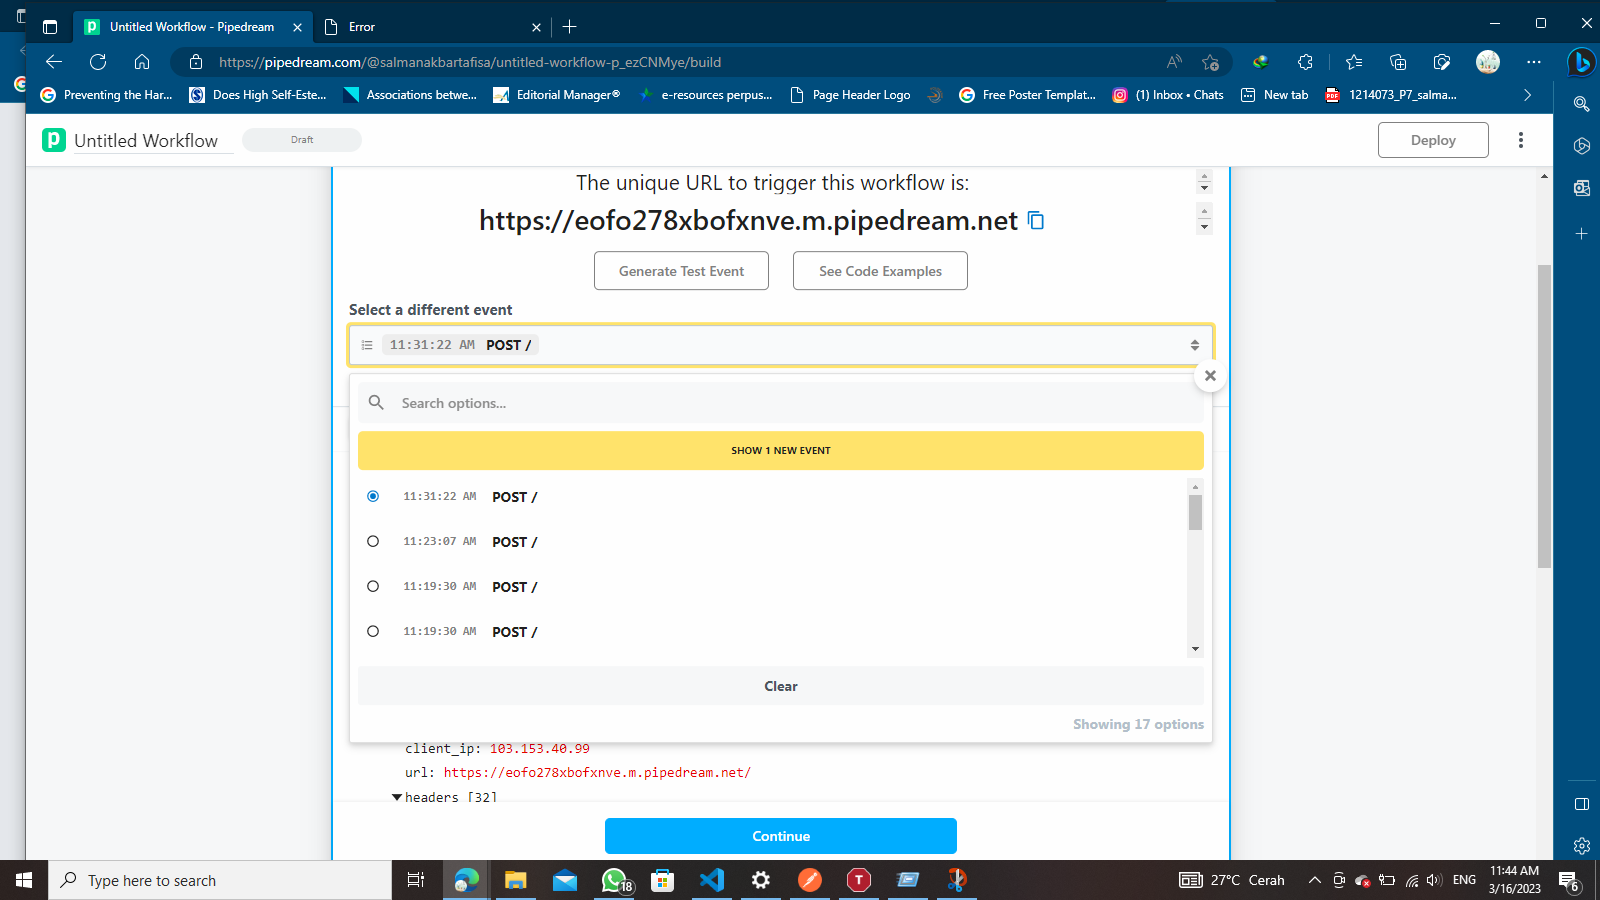 Untitled Workflow - Pipedream
Error
https://pipedream.com/@salmanakbartafisa/untitled-workflow-p_ezCNMye/build
Preventing the Har...
Does High Self-Este...
Associations betwe...
Editorial Manager®
e-resources perpus...
Page Header Logo
Free Poster Templat...
(1) Inbox • Chats
New tab
1214073_P7_salma...
Untitled Workflow
Draft
Deploy
The unique URL to trigger this workflow is:
https://eofo278xbofxnve.m.pipedream.net
Generate Test Event
See Code Examples
Select a different event
11:31:22 AM POST /
Search options...
SHOW 1 NEW EVENT
11:31:22 AM POST /
11:23:07 AM POST /
11:19:30 AM POST /
11:19:30 AM POST /
Clear
Showing 17 options
client_ip: 103.153.40.99
url: https://eofo278xbofxnve.m.pipedream.net/
headers [32]
Continue
Type here to search
18
27°C Cerah
ENG
11:44 AM
3/16/2023
6